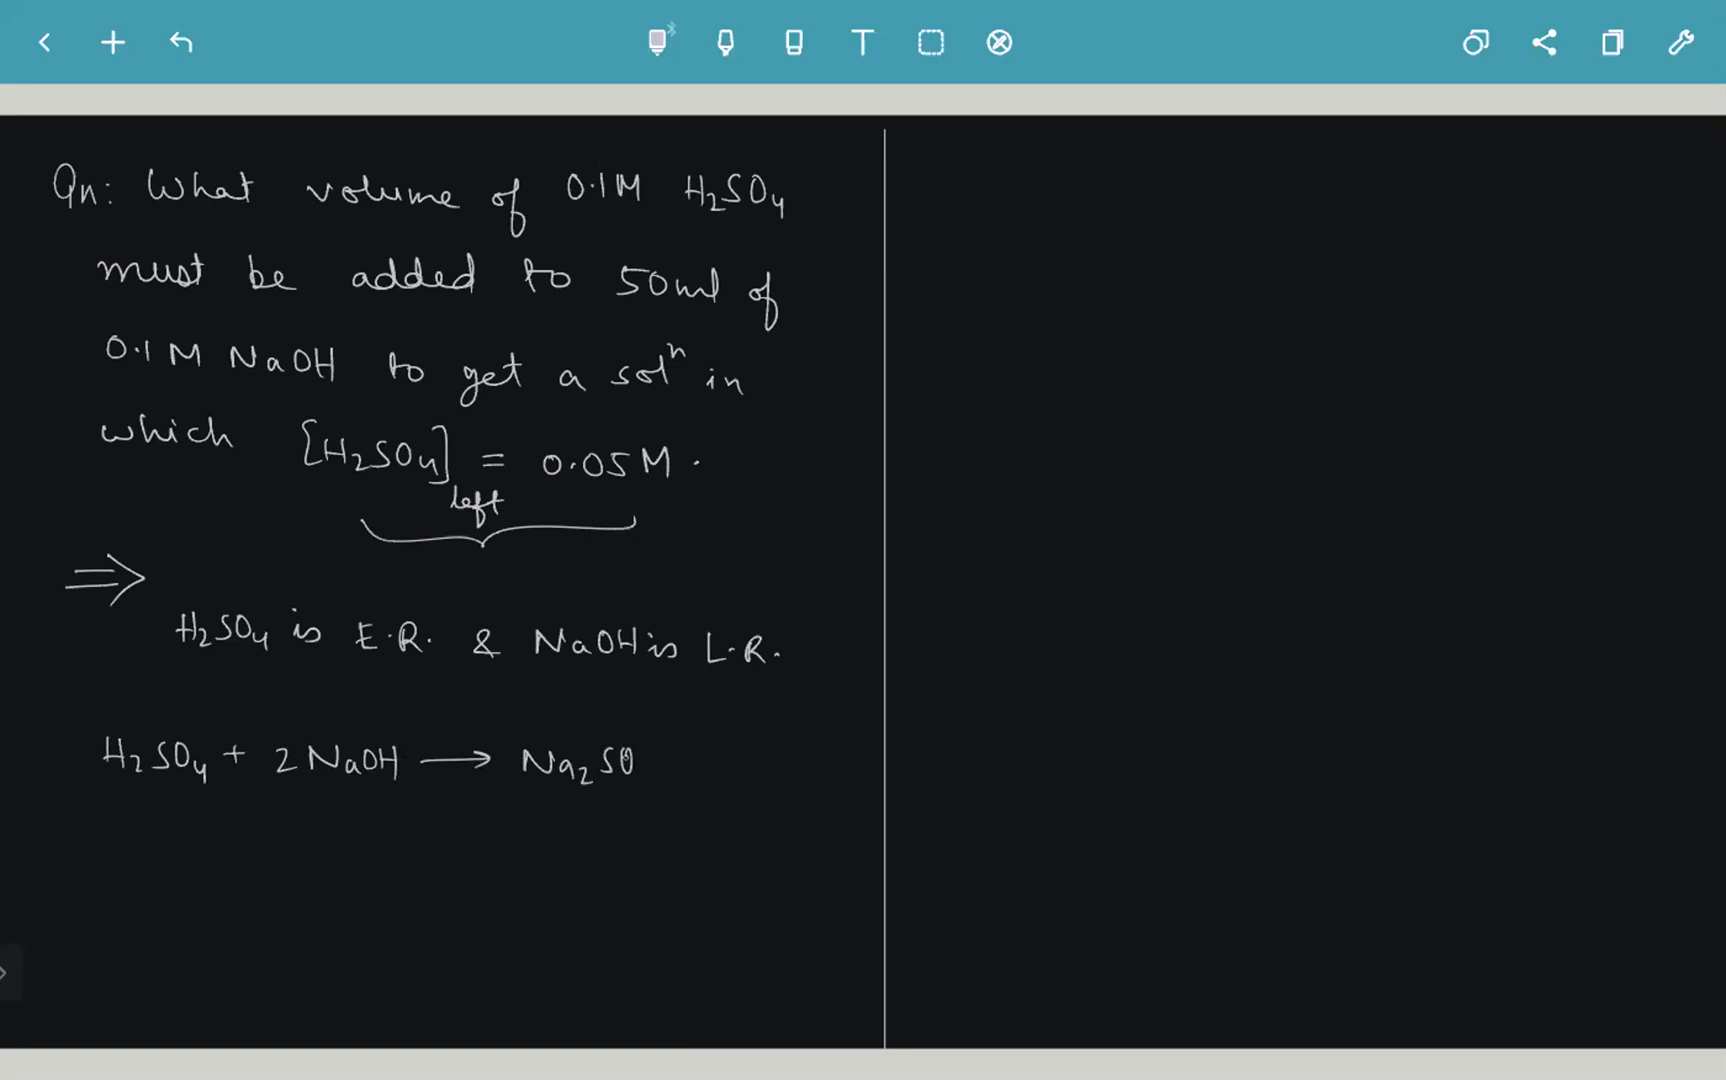 Qn: What volume of 0.1M H₂SO₄
must be added to 50ml of
0.1M NaOH to get a solⁿ in
which [H₂SO₄]left = 0.05M.
⇒
H₂SO₄ is E.R. & NaOH is L.R.
H₂SO₄ + 2NaOH ⟶ Na₂SO